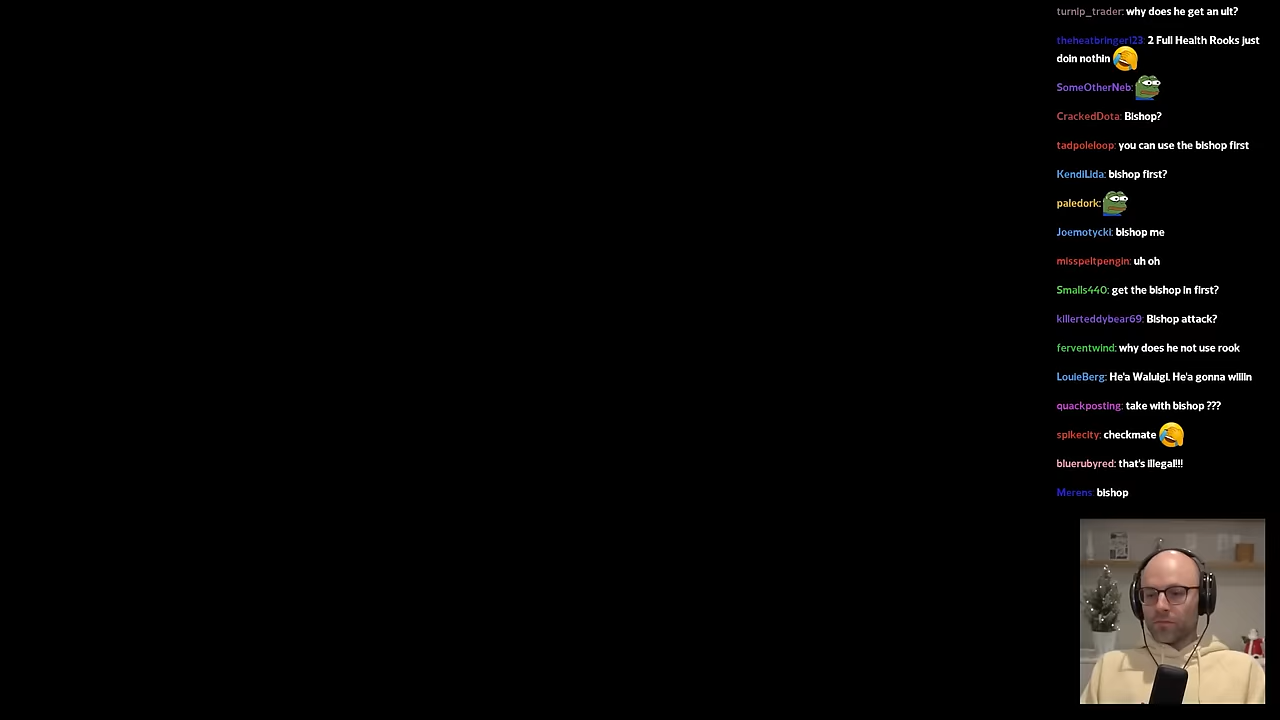 turnip_trader: why does he get an ult?
theheatbringer123: 2 Full Health Rooks just
doin nothin
SomeOtherNeb:
CrackedDota: Bishop?
tadpoleloop: you can use the bishop first
KendiLida: bishop first?
paledork:
Joemotycki: bishop me
misspeltpengin: uh oh
Smalls440: get the bishop in first?
killerteddybear69: Bishop attack?
ferventwind: why does he not use rook
LouieBerg: He'a Waluigi. He'a gonna wiiiin
quackposting: take with bishop ???
spikecity: checkmate
bluerubyred: that's illegal!!!
Merens: bishop